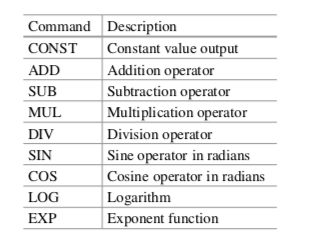 Command Description
CONST Constant value output
ADD Addition operator
SUB Subtraction operator
MUL Multiplication operator
DIV Division operator
SIN Sine operator in radians
COS Cosine operator in radians
LOG Logarithm
EXP Exponent function